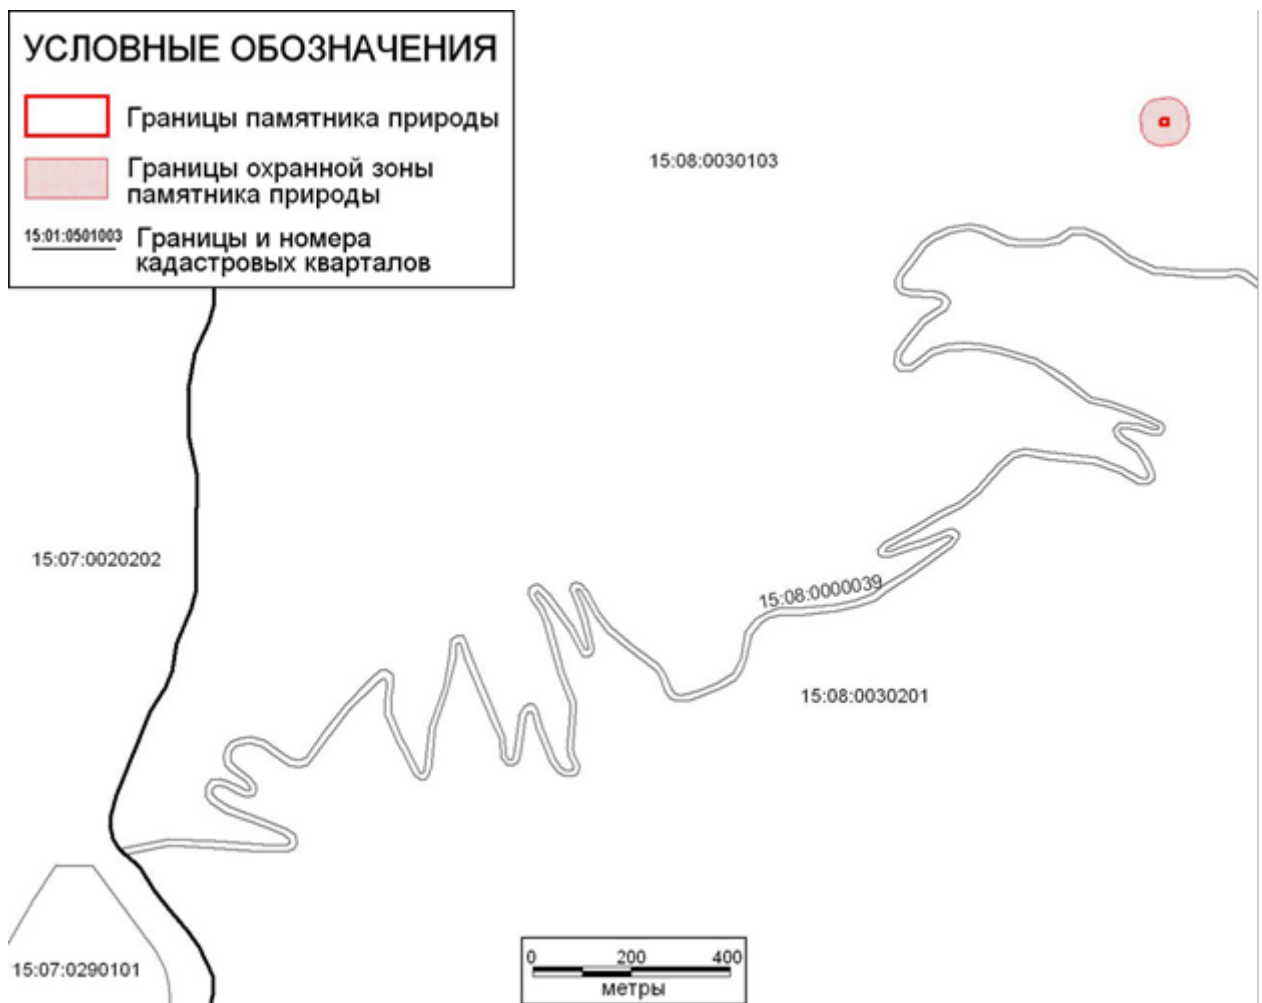 УСЛОВНЫЕ ОБОЗНАЧЕНИЯ
Границы памятника природы
Границы охранной зоны
памятника природы
15:01:0501003
Границы и номера
кадастровых кварталов
15:08:0030103
15:07:0020202
15:08:0000039
15:08:0030201
15:07:0290101
0 200 400
метры